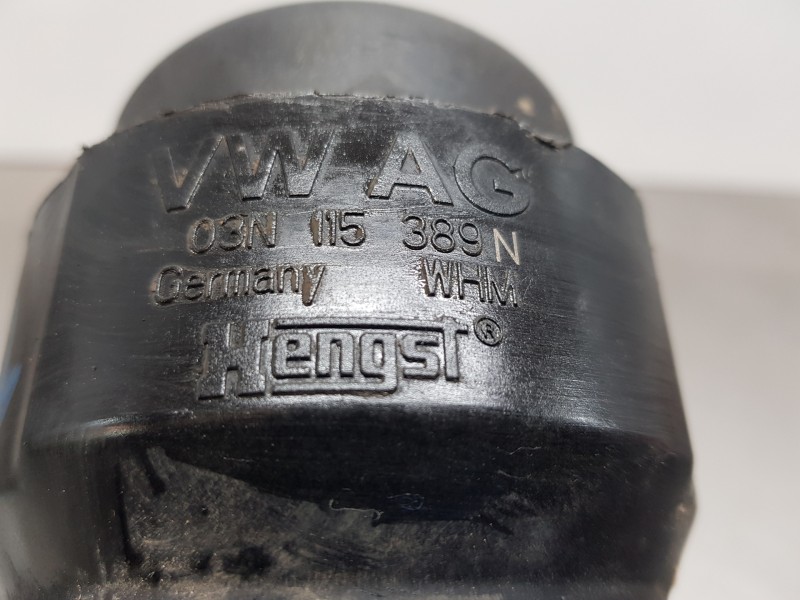 VW AG
03N 115 389 N
Germany WHM
Hengst®